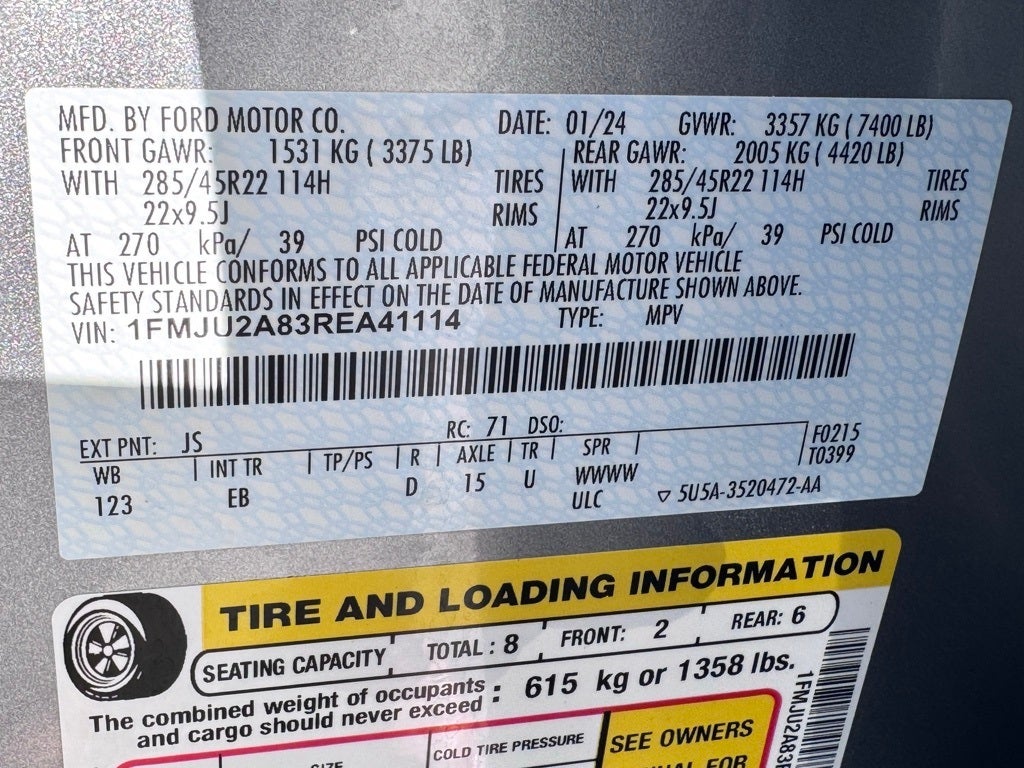 MFD. BY FORD MOTOR CO. DATE: 01/24 GVWR: 3357 KG ( 7400 LB)
FRONT GAWR: 1531 KG ( 3375 LB) REAR GAWR: 2005 KG ( 4420 LB)
WITH 285/45R22 114H TIRES WITH 285/45R22 114H TIRES
22x9.5J RIMS 22x9.5J RIMS
AT 270 kPa/ 39 PSI COLD AT 270 kPa/ 39 PSI COLD
THIS VEHICLE CONFORMS TO ALL APPLICABLE FEDERAL MOTOR VEHICLE
SAFETY STANDARDS IN EFFECT ON THE DATE OF MANUFACTURE SHOWN ABOVE.
VIN: 1FMJU2A83REA41114 TYPE: MPV
EXT PNT: JS RC: 71 DSO:
WB INT TR TP/PS R AXLE TR SPR F0215
T0399
123 EB D 15 U WWWW
ULC 5U5A-3520472-AA
TIRE AND LOADING INFORMATION
SEATING CAPACITY TOTAL : 8 FRONT: 2 REAR: 6
The combined weight of occupants
and cargo should never exceed : 615 kg or 1358 lbs.
COLD TIRE PRESSURE
SEE OWNERS
FOR